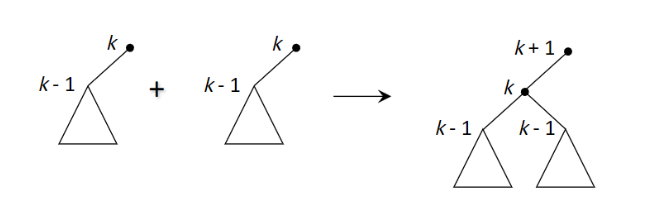 k k k + 1
k - 1 + k - 1 k
k - 1 k - 1